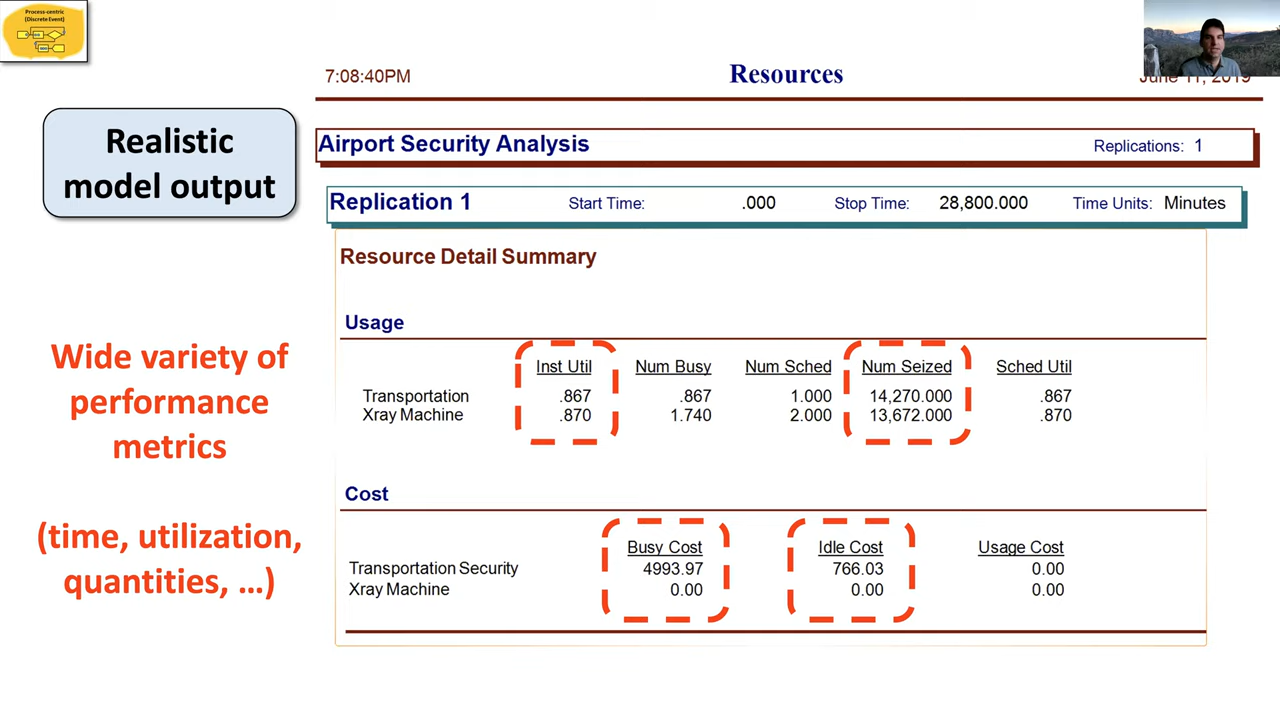 Process-centric
(Discrete Event)
7:08:40PM Resources June 11, 2019
Realistic
model output
Airport Security Analysis Replications: 1
Replication 1 Start Time: .000 Stop Time: 28,800.000 Time Units: Minutes
Resource Detail Summary
Usage
Wide variety of
performance
metrics
(time, utilization,
quantities, …)
Inst Util Num Busy Num Sched Num Seized Sched Util
Transportation .867 .867 1.000 14,270.000 .867
Xray Machine .870 1.740 2.000 13,672.000 .870
Cost
Busy Cost Idle Cost Usage Cost
Transportation Security 4993.97 766.03 0.00
Xray Machine 0.00 0.00 0.00